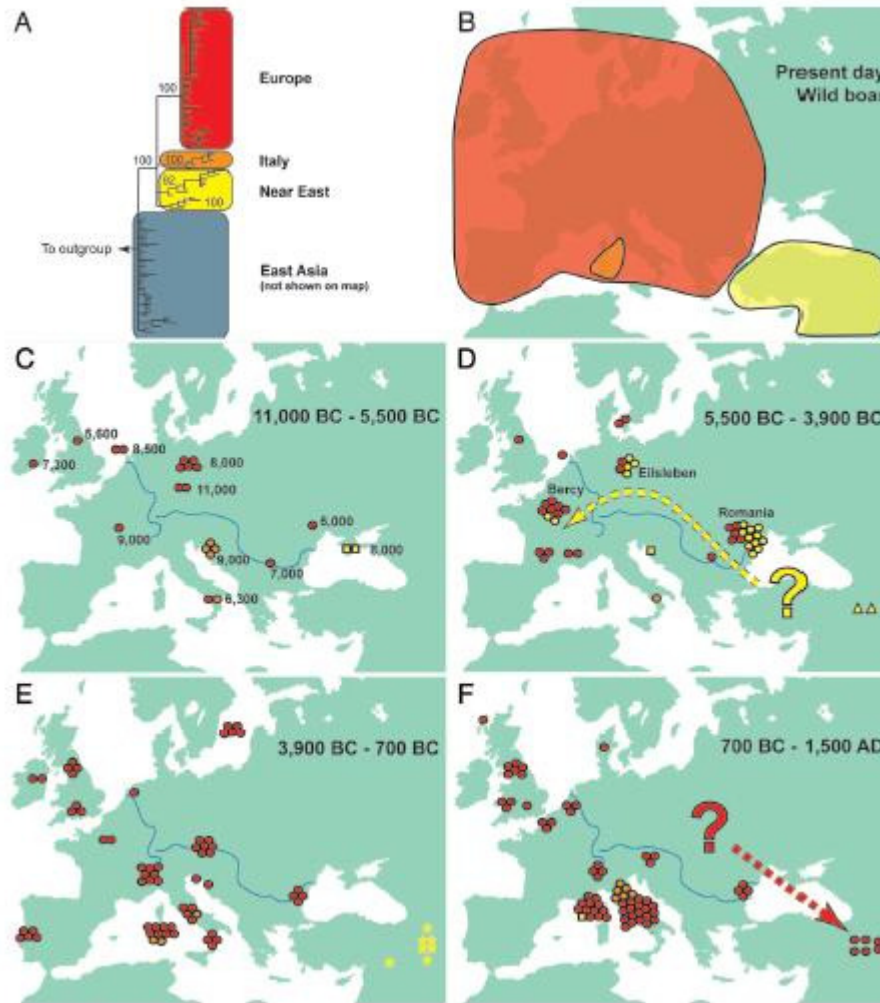 A
100
100
100
92
100
To outgroup
Europe
Italy
Near East
East Asia
(not shown on map)
B
Present day
Wild boar
C
11,000 BC - 5,500 BC
5,500
8,500
7,300
6,000
11,000
9,000
6,000
9,000
8,000
7,000
6,300
D
5,500 BC - 3,900 BC
Eilsleben
Bercy
Romania
?
E
3,900 BC - 700 BC
F
700 BC - 1,500 AD
?